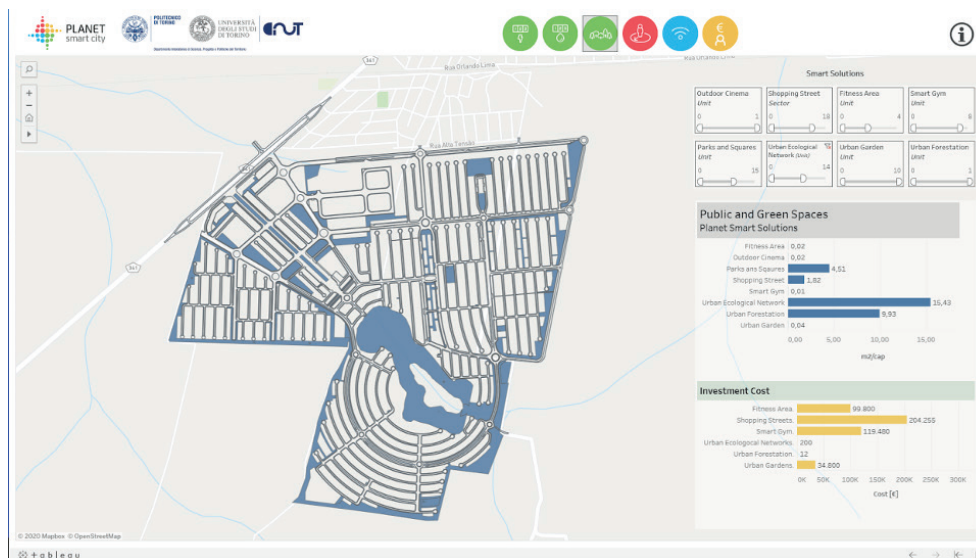 PLANET
smart city
POLITECNICO
DI TORINO
UNIVERSITÀ
DEGLI STUDI
DI TORINO
Rua Orlando Lima
Rua Alta Tensão
Smart Solutions
Outdoor Cinema
Unit
0 1
Shopping Street
Sector
0 18
Fitness Area
Unit
0 4
Smart Gym
Unit
0 8
Parks and Squares
Unit
0 15
Urban Ecological
Network (Unit)
0 14
Urban Garden
Unit
0 10
Urban Forestation
Unit
0 1
Public and Green Spaces
Planet Smart Solutions
Fitness Area 0,02
Outdoor Cinema 0,02
Parks ans Sqaures 4,51
Shopping Street 1,82
Smart Gym 0,01
Urban Ecological Network 15,43
Urban Forestation 9,93
Urban Garden 0,04
0,00 5,00 10,00 15,00
m2/cap
Investment Cost
Fitness Area. 99.800
Shopping Streets. 204.255
Smart Gym. 119.480
Urban Ecologocal Networks 200
Urban Forestation. 12
Urban Gardens. 34.800
0K 50K 100K 150K 200K 250K 300K
Cost [€]
© 2020 Mapbox © OpenStreetMap
+ a b l e a u